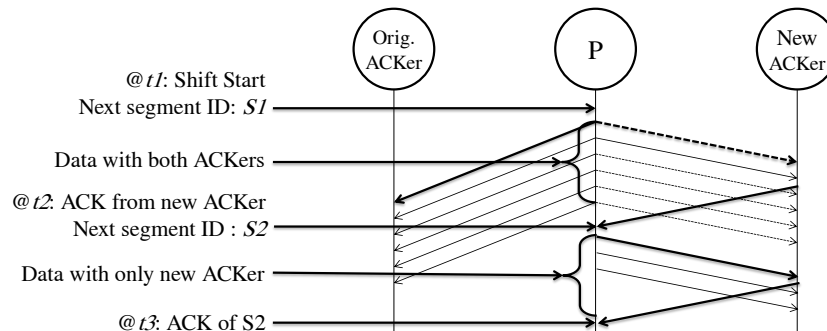 Orig.
ACKer
P
New
ACKer
@t1: Shift Start
Next segment ID: S1
Data with both ACKers
@t2: ACK from new ACKer
Next segment ID : S2
Data with only new ACKer
@t3: ACK of S2